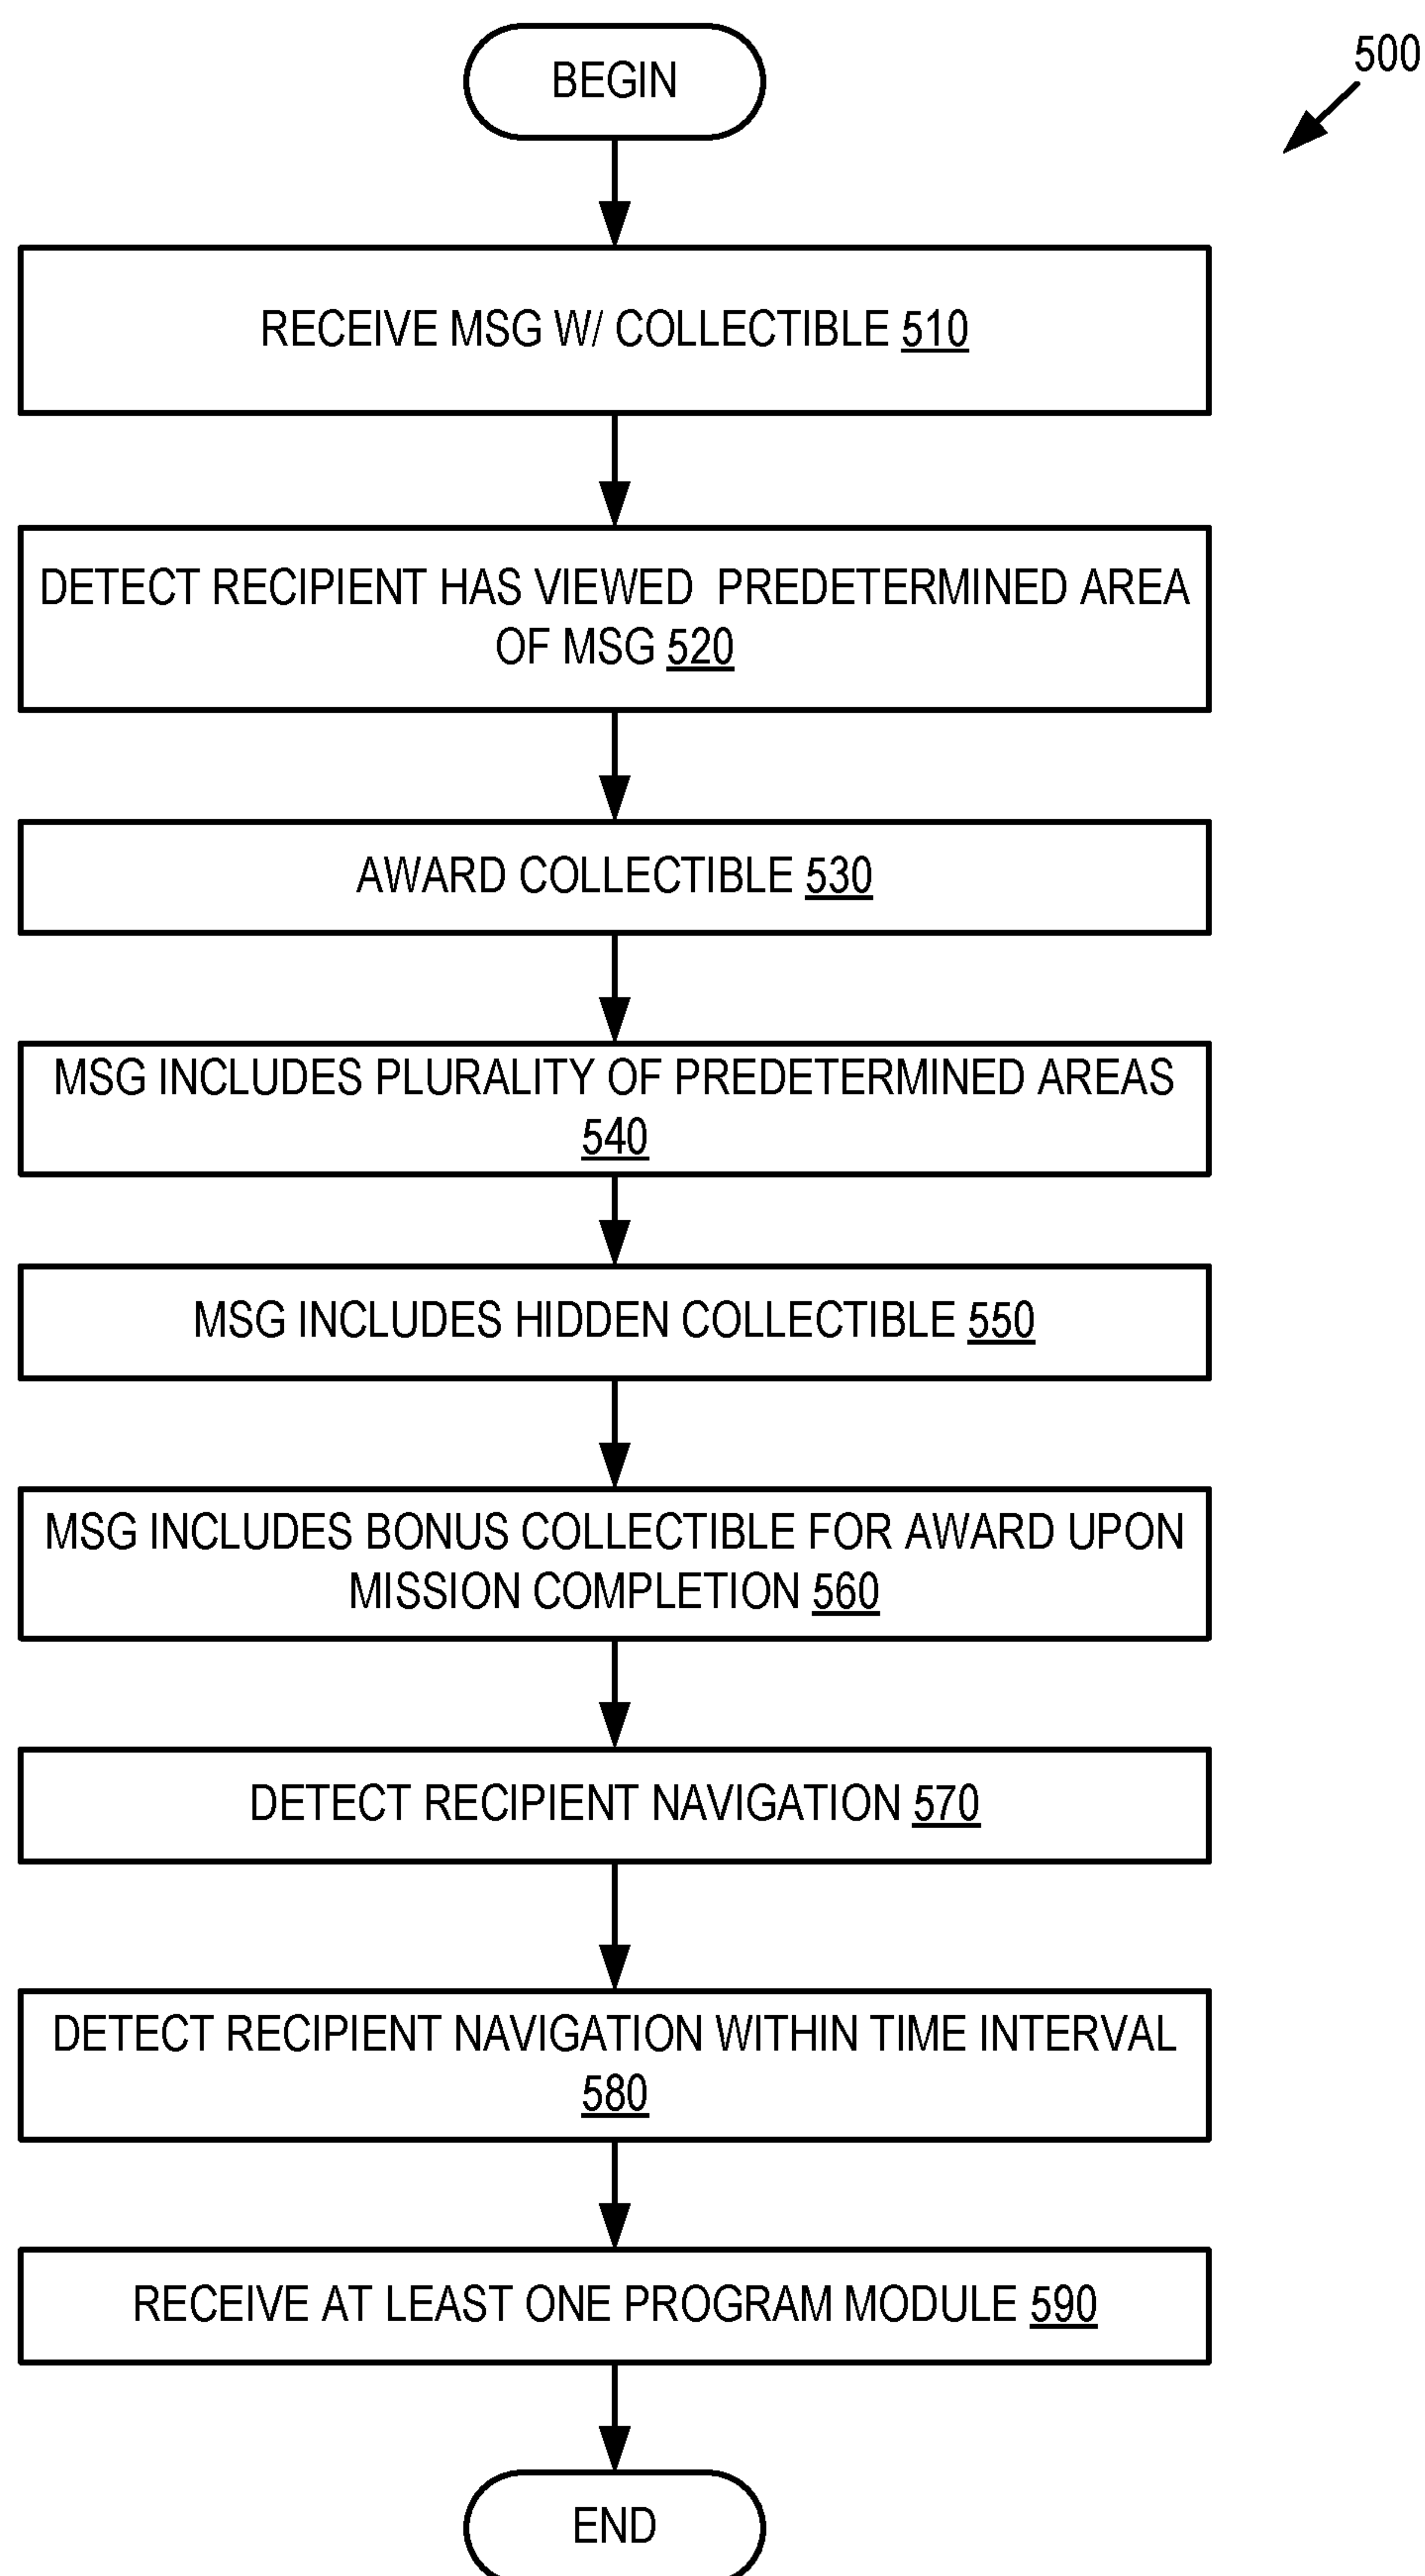 BEGIN
500
RECEIVE MSG W/ COLLECTIBLE 510
DETECT RECIPIENT HAS VIEWED PREDETERMINED AREA
OF MSG 520
AWARD COLLECTIBLE 530
MSG INCLUDES PLURALITY OF PREDETERMINED AREAS
540
MSG INCLUDES HIDDEN COLLECTIBLE 550
MSG INCLUDES BONUS COLLECTIBLE FOR AWARD UPON
MISSION COMPLETION 560
DETECT RECIPIENT NAVIGATION 570
DETECT RECIPIENT NAVIGATION WITHIN TIME INTERVAL
580
RECEIVE AT LEAST ONE PROGRAM MODULE 590
END